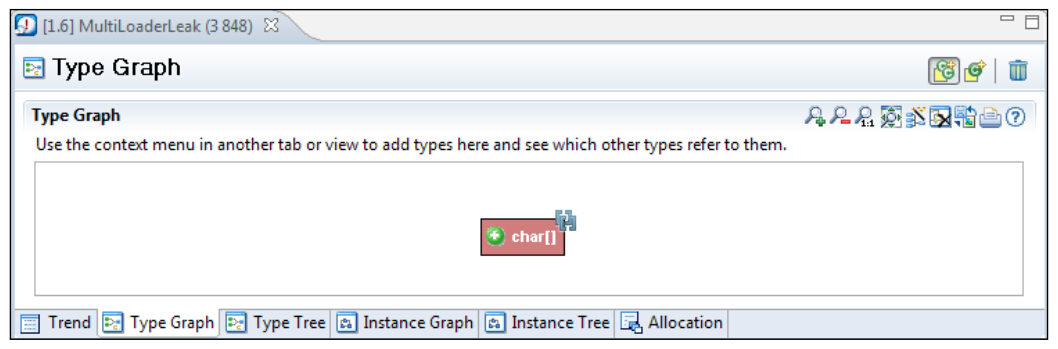 [1.6] MultiLoaderLeak (3 848)
Type Graph
Type Graph
1:1
Use the context menu in another tab or view to add types here and see which other types refer to them.
char[]
Trend Type Graph Type Tree Instance Graph Instance Tree Allocation